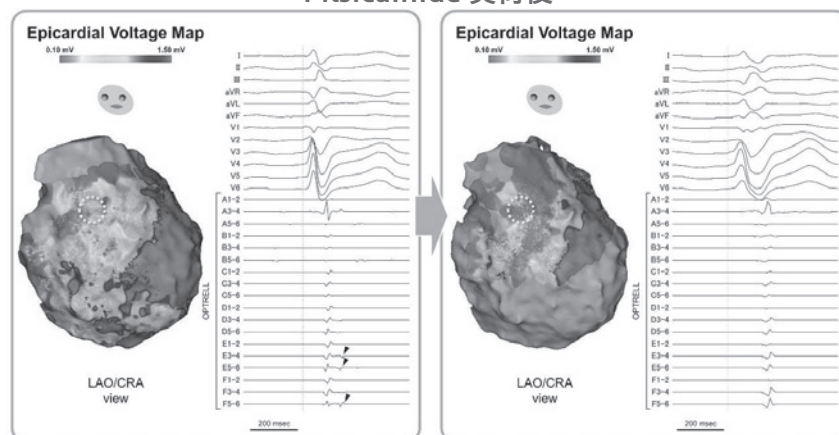 Epicardial Voltage Map
0.10 mV
1.50 mV
I
II
III
aVR
aVL
aVF
V1
V2
V3
V4
V5
V6
A1-2
A3-4
A5-6
B1-2
B3-4
B5-6
C1-2
C3-4
C5-6
D1-2
D3-4
D5-6
E1-2
E3-4
E5-6
F1-2
F3-4
F5-6
OPTRELL
LAO/CRA
view
200 msec
Epicardial Voltage Map
0.10 mV
1.50 mV
I
II
III
aVR
aVL
aVF
V1
V2
V3
V4
V5
V6
A1-2
A3-4
A5-6
B1-2
B3-4
B5-6
C1-2
C3-4
C5-6
D1-2
D3-4
D5-6
E1-2
E3-4
E5-6
F1-2
F3-4
F5-6
OPTRELL
LAO/CRA
view
200 msec